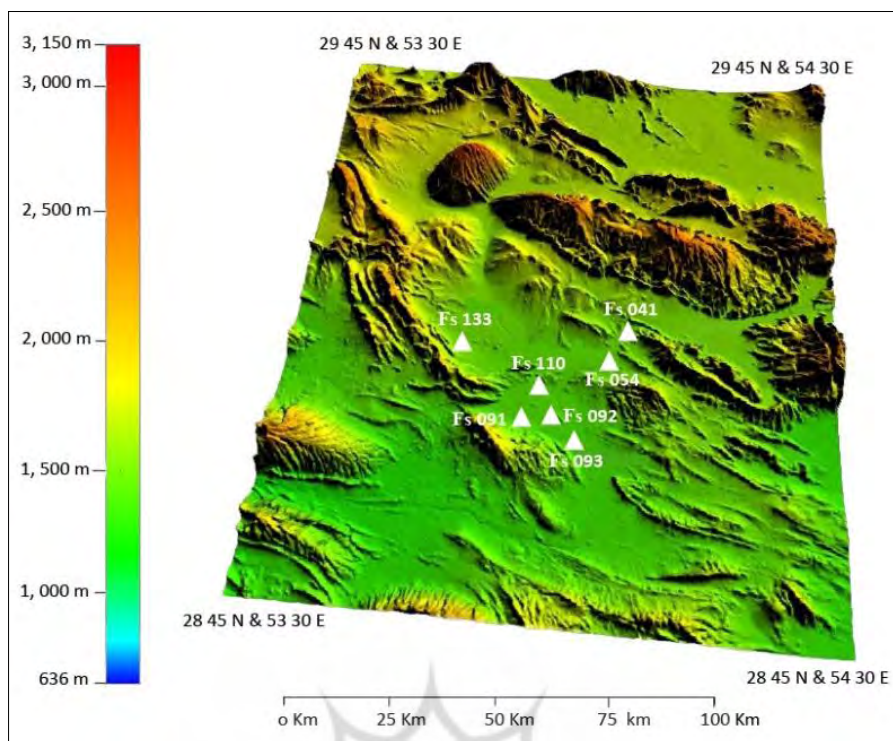 3, 150 m
3, 000 m
2, 500 m
2, 000 m
1, 500 m
1, 000 m
636 m
29 45 N & 53 30 E
29 45 N & 54 30 E
Fs 041
Fs 133
Fs 110
Fs 054
Fs 091
Fs 092
Fs 093
28 45 N & 53 30 E
28 45 N & 54 30 E
o Km
25 Km
50 Km
75 km
100 Km